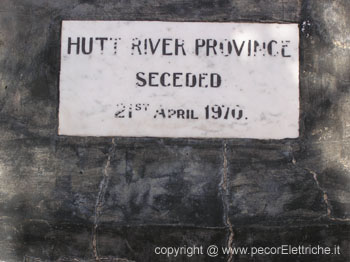 HUTT RIVER PROVINCE
SECEDED
21ST APRIL 1970.
copyright @ www.pecorElettriche.it